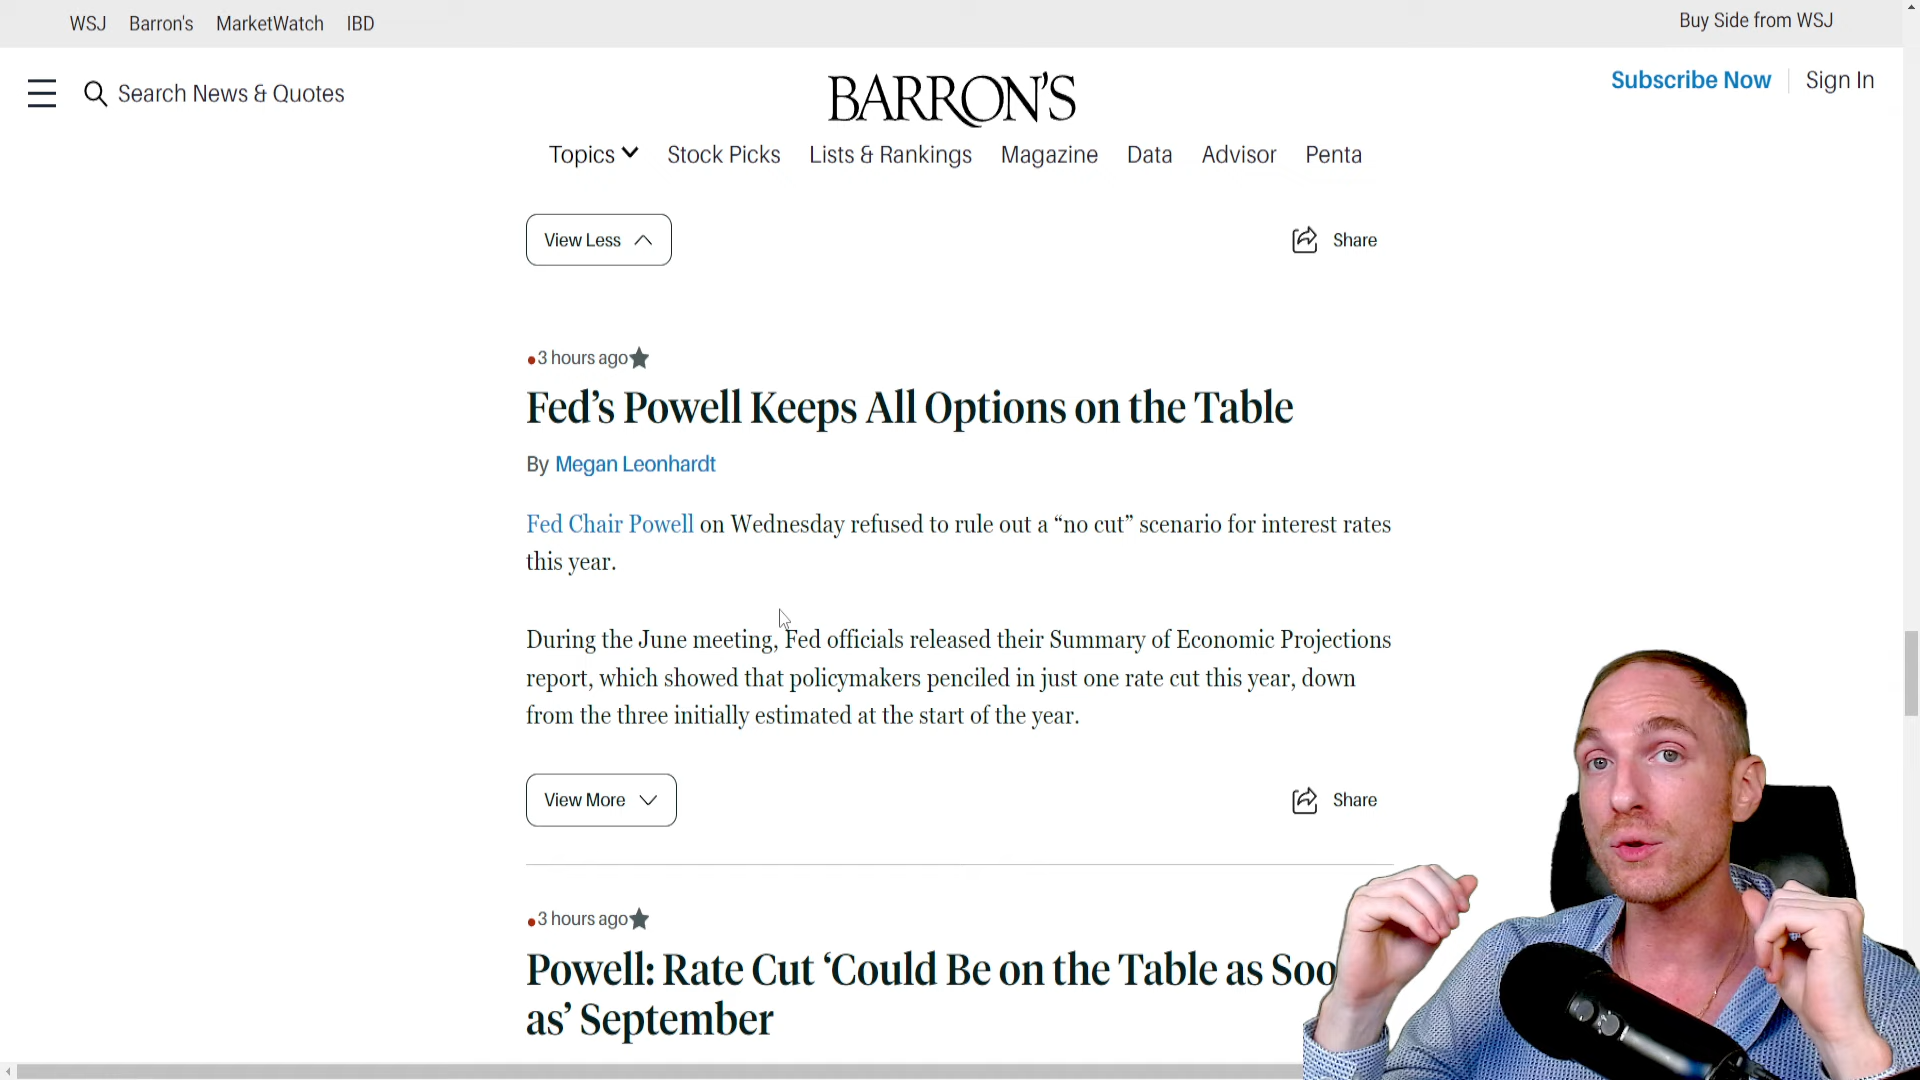 WSJ Barron's MarketWatch IBD
Buy Side from WSJ
Search News & Quotes
BARRON'S
Subscribe Now
Sign In
Topics
Stock Picks
Lists & Rankings
Magazine
Data
Advisor
Penta
View Less
Share
3 hours ago
Fed’s Powell Keeps All Options on the Table
By Megan Leonhardt
Fed Chair Powell on Wednesday refused to rule out a “no cut” scenario for interest rates
this year.
During the June meeting, Fed officials released their Summary of Economic Projections
report, which showed that policymakers penciled in just one rate cut this year, down
from the three initially estimated at the start of the year.
View More
Share
3 hours ago
Powell: Rate Cut ‘Could Be on the Table as Soo
as’ September